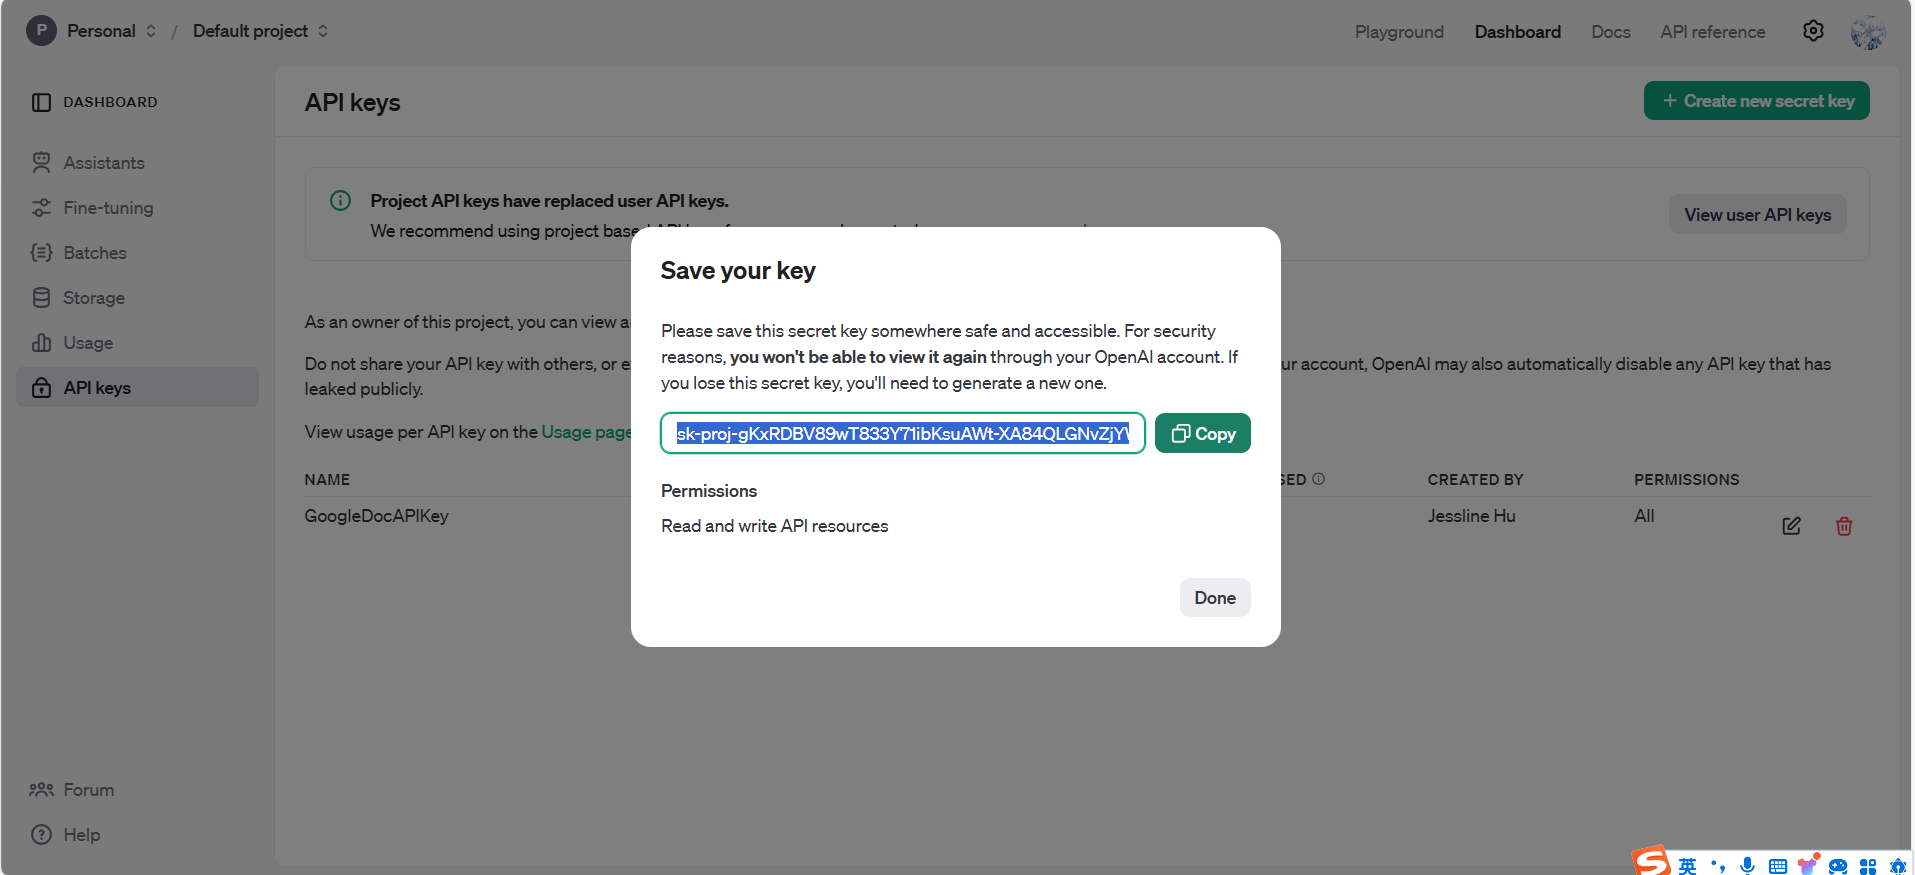 P Personal / Default project
Playground Dashboard Docs API reference
DASHBOARD
Assistants
Fine-tuning
Batches
Storage
Usage
API keys
Forum
Help
API keys
+ Create new secret key
Project API keys have replaced user API keys.
We recommend using project based
View user API keys
As an owner of this project, you can view
Do not share your API key with others, or
ur account, OpenAI may also automatically disable any API key that has
leaked publicly.
View usage per API key on the Usage page
NAME
SED
CREATED BY
PERMISSIONS
GoogleDocAPIKey
Jessline Hu
All
Save your key
Please save this secret key somewhere safe and accessible. For security
reasons, you won't be able to view it again through your OpenAI account. If
you lose this secret key, you'll need to generate a new one.
sk-proj-gKxRDBV89wT833Y71ibKsuAWt-XA84QLGNvZjY
Copy
Permissions
Read and write API resources
Done
S 英